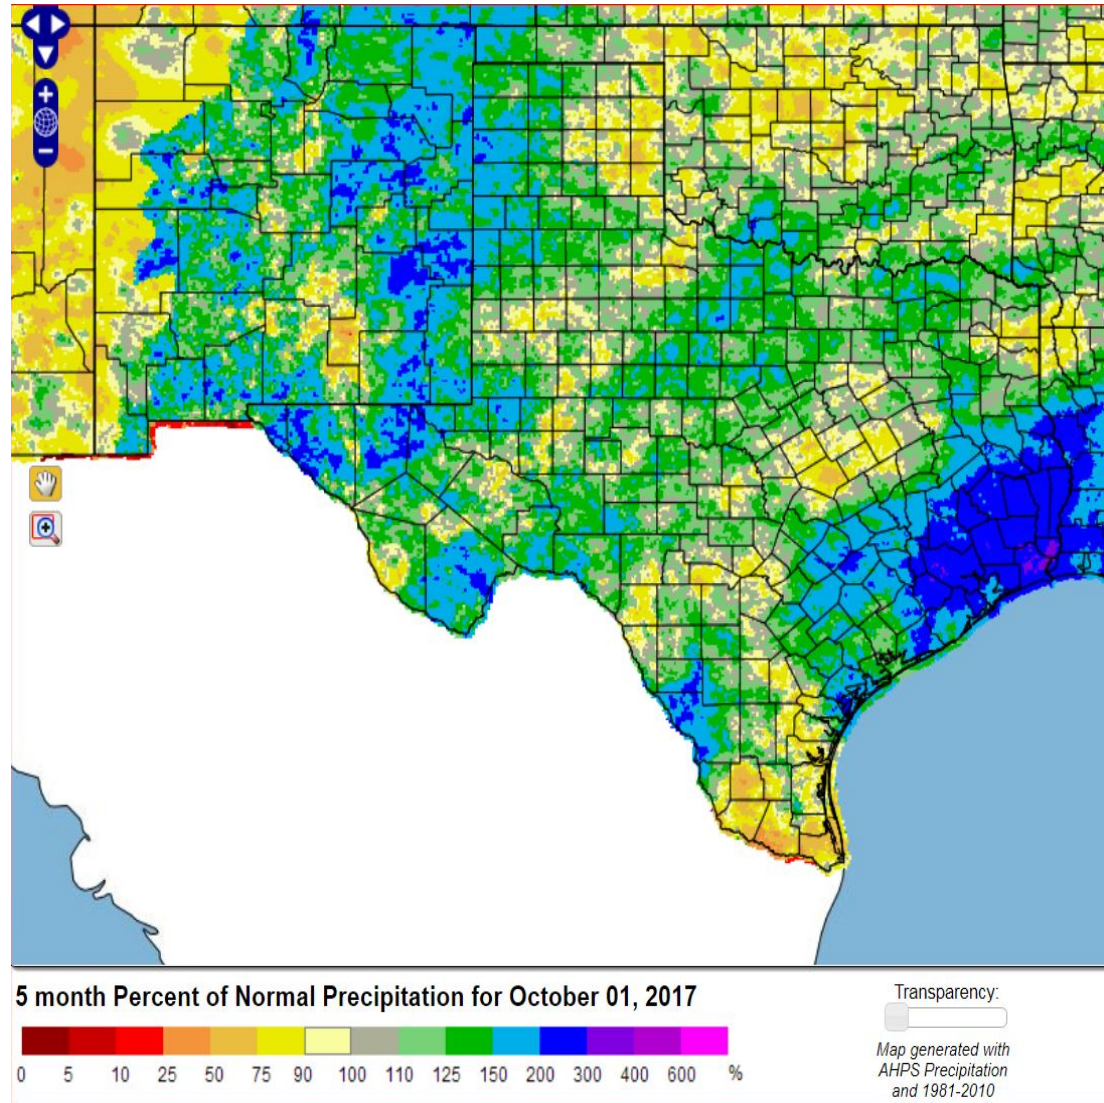 5 month Percent of Normal Precipitation for October 01, 2017
0 5 10 25 50 75 90 100 110 125 150 200 300 400 600 %
Transparency:
Map generated with
AHPS Precipitation
and 1981-2010